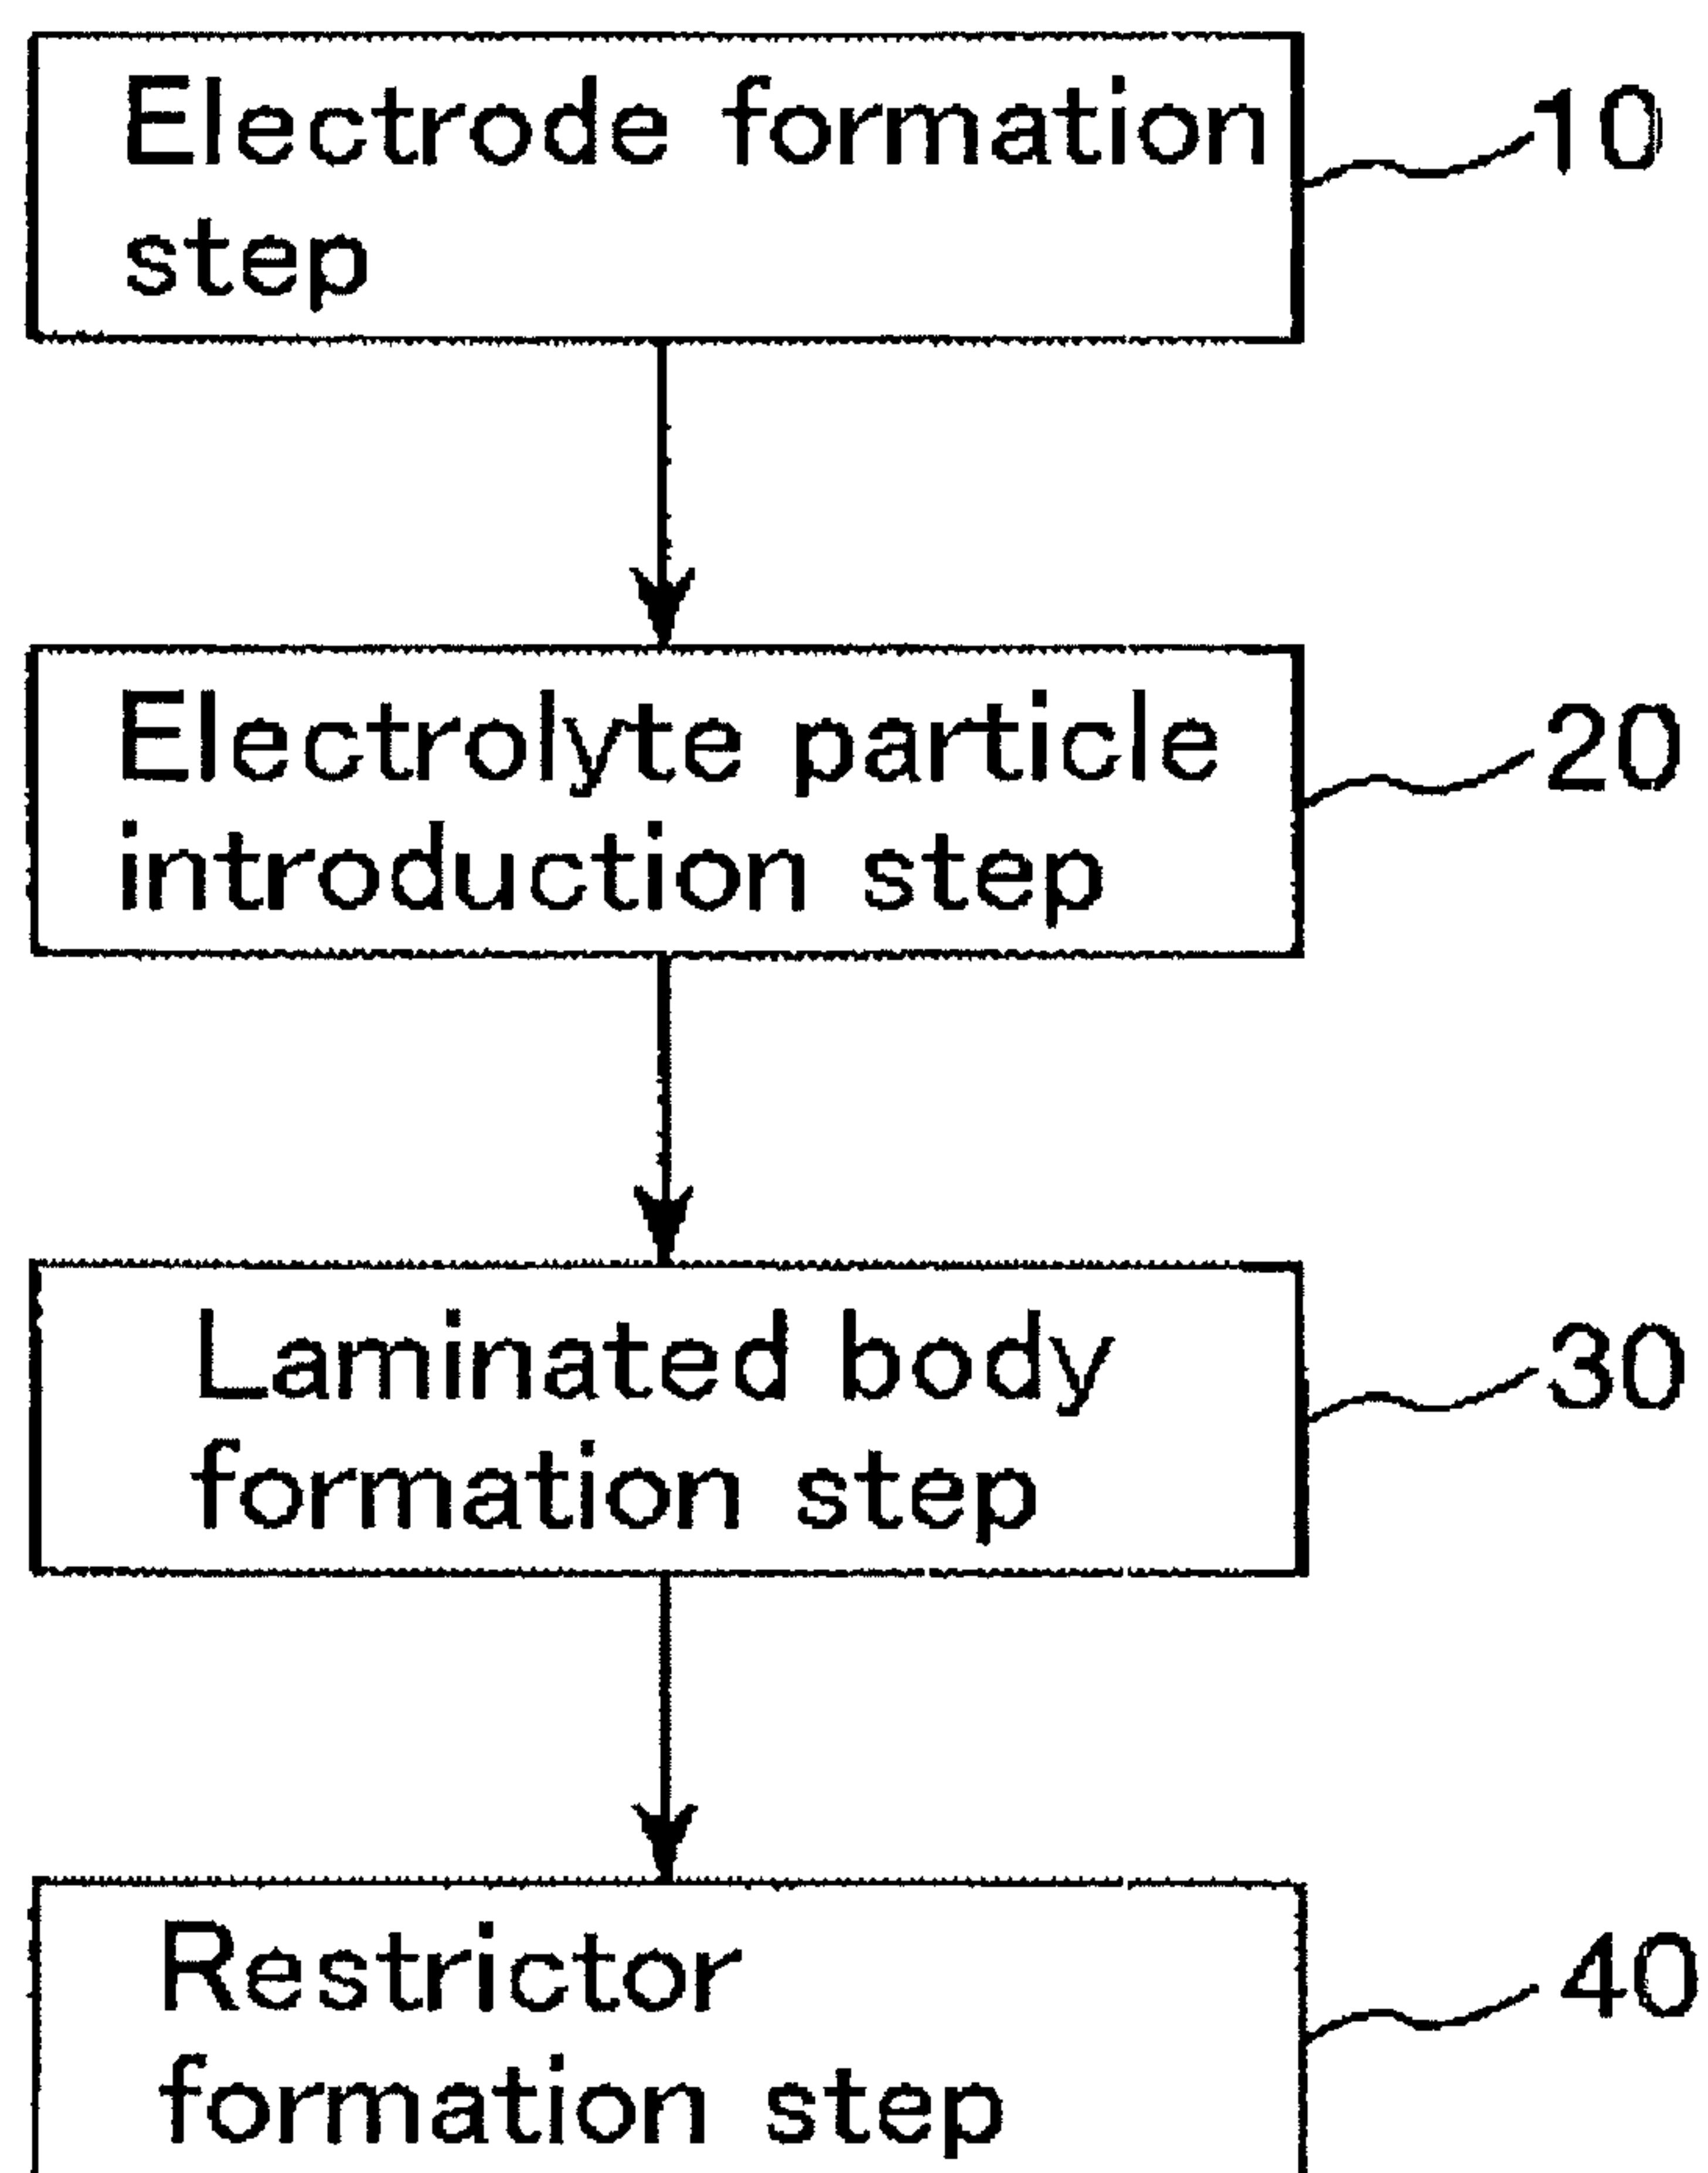 Electrode formation
step
10
Electrolyte particle
introduction step
20
Laminated body
formation step
30
Restrictor
formation step
40